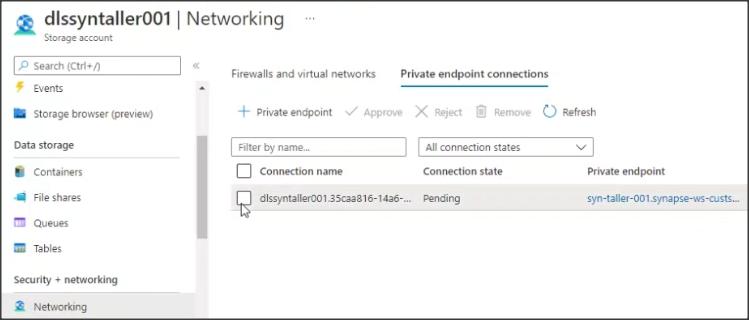 dlssyntaller001 | Networking ...
Storage account
Search (Ctrl+/) «
Events
Storage browser (preview)
Data storage
Containers
File shares
Queues
Tables
Security + networking
Networking
Firewalls and virtual networks Private endpoint connections
Private endpoint Approve Reject Remove Refresh
Filter by name... All connection states
Connection name Connection state Private endpoint
dlssyntaller001.35caa816-14a6-... Pending syn-taller-001.synapse-ws-custs...